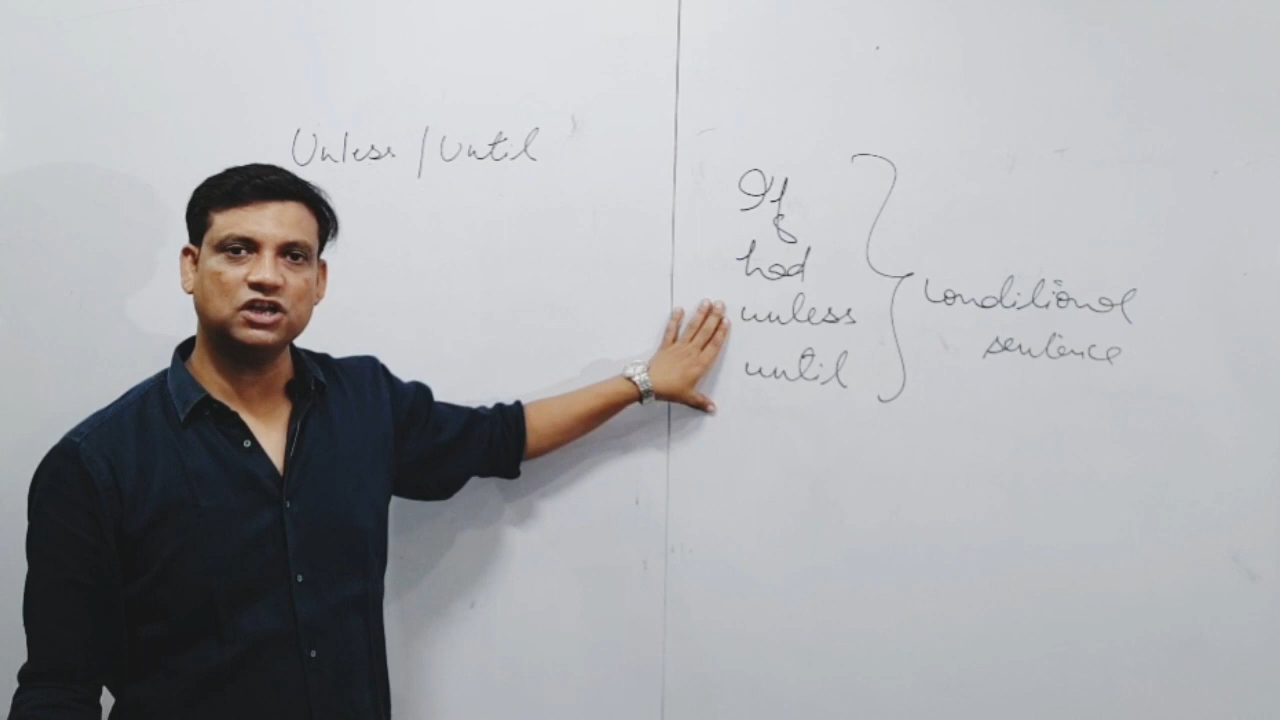 Unless / Until
If
had
unless
until
conditional
sentence